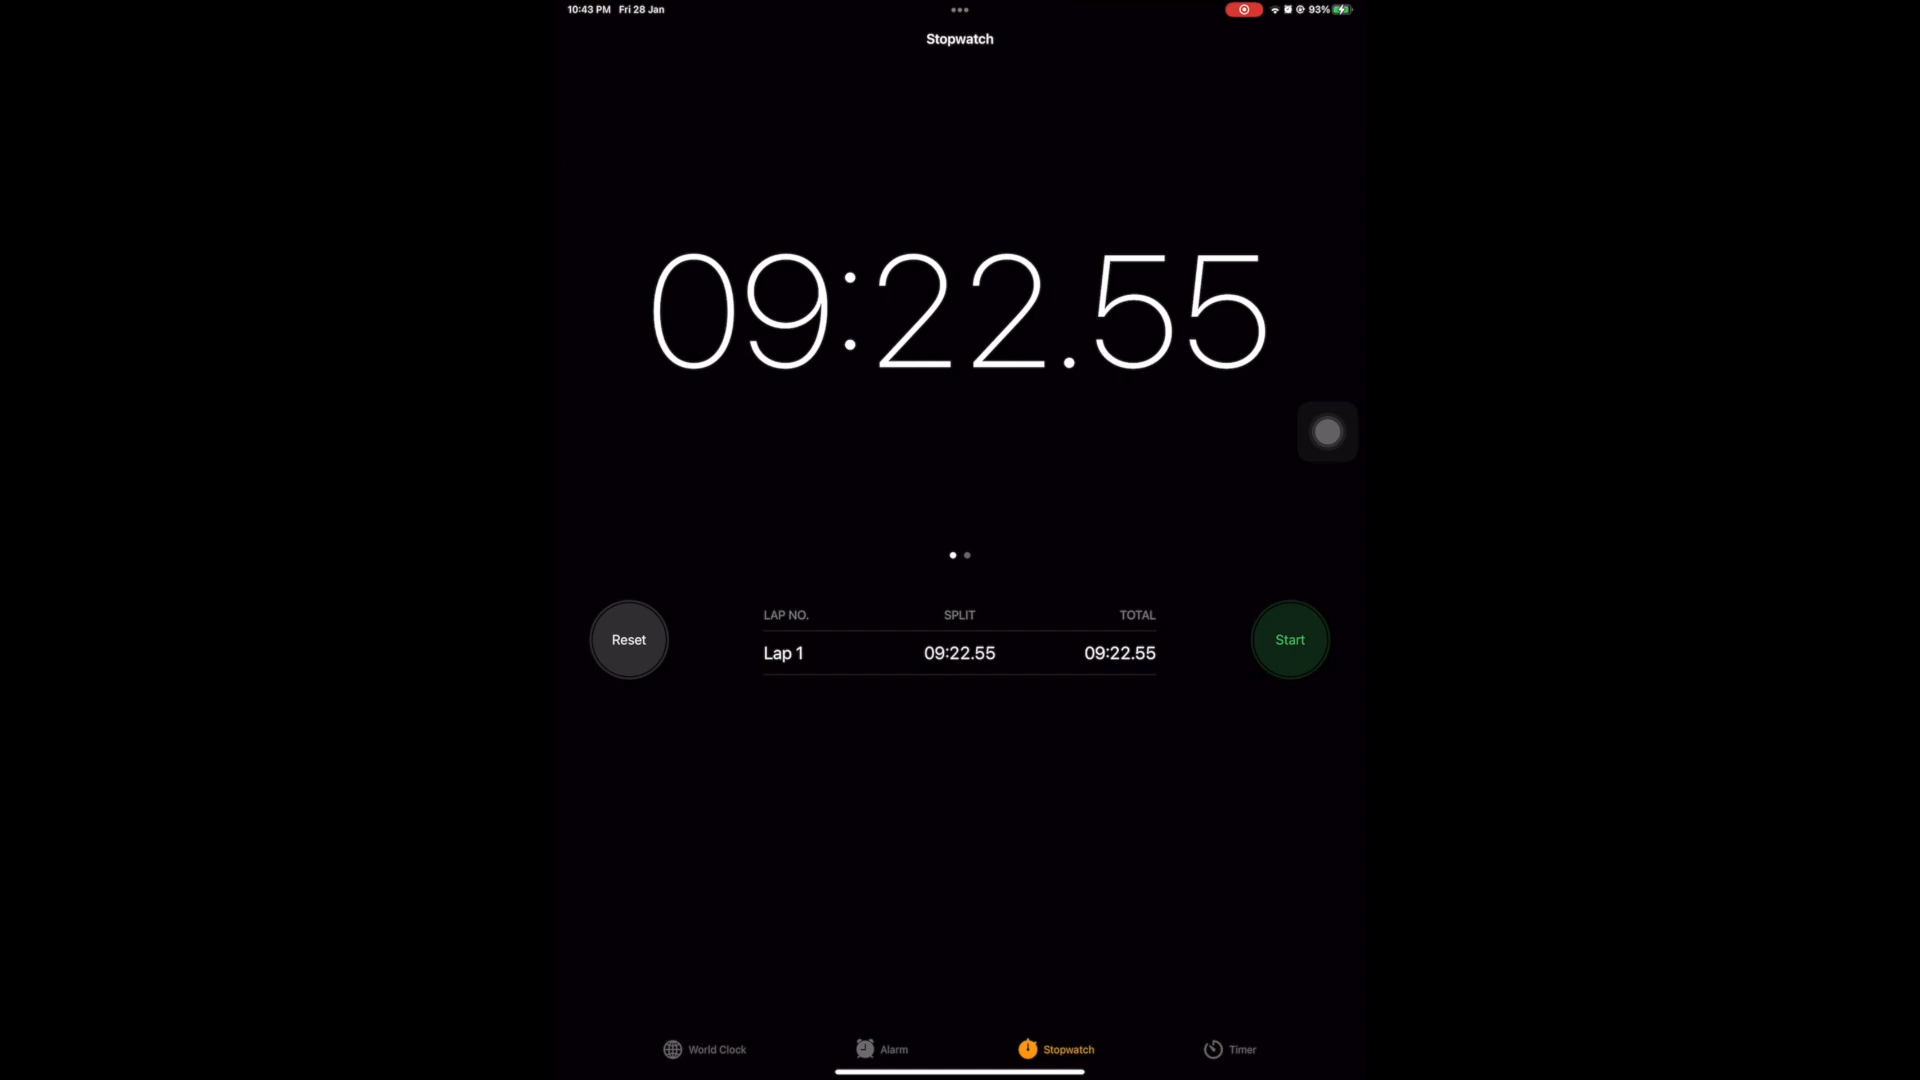 10:43 PM Fri 28 Jan 93%
Stopwatch
09:22.55
LAP NO. SPLIT TOTAL
Reset Lap 1 09:22.55 09:22.55 Start
World Clock Alarm Stopwatch Timer